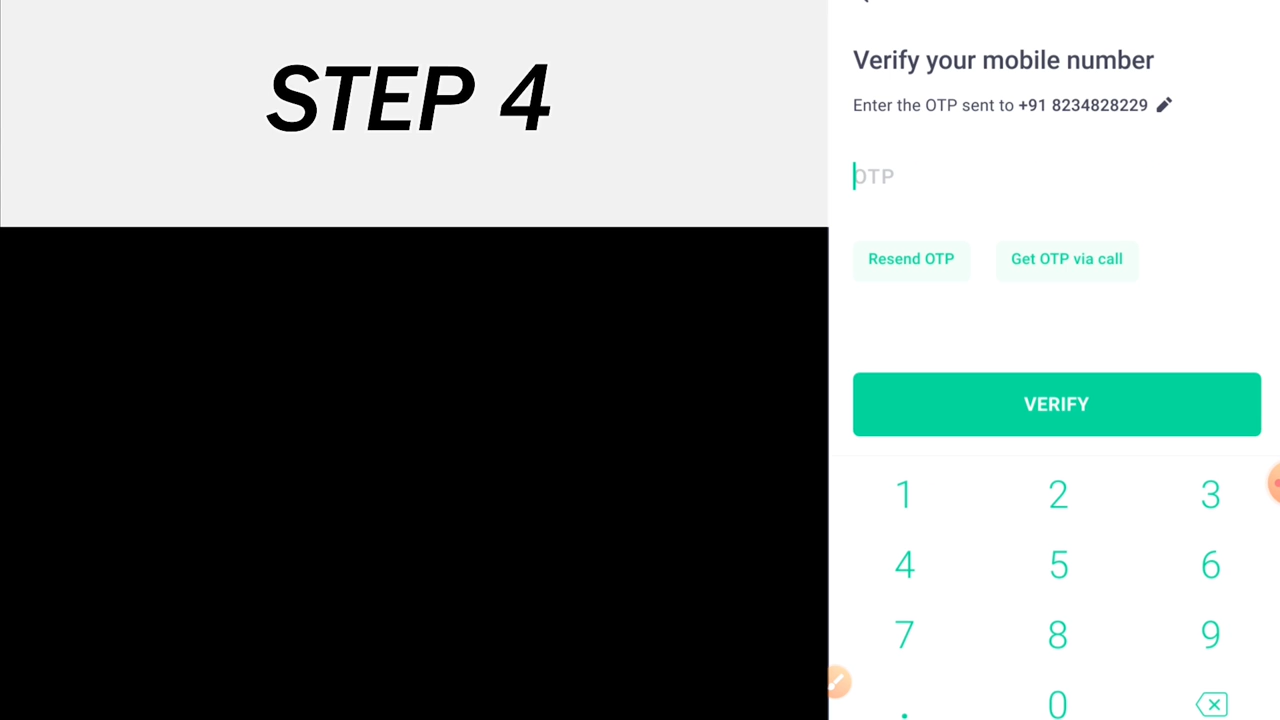 STEP 4
Verify your mobile number
Enter the OTP sent to +91 8234828229
OTP
Resend OTP Get OTP via call
VERIFY
1 2 3
4 5 6
7 8 9
. 0